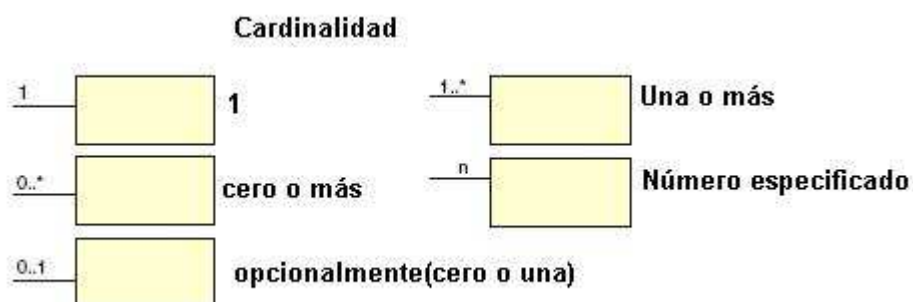 Cardinalidad
1
1
1..*
Una o más
0..*
cero o más
n
Número especificado
0..1
opcionalmente(cero o una)